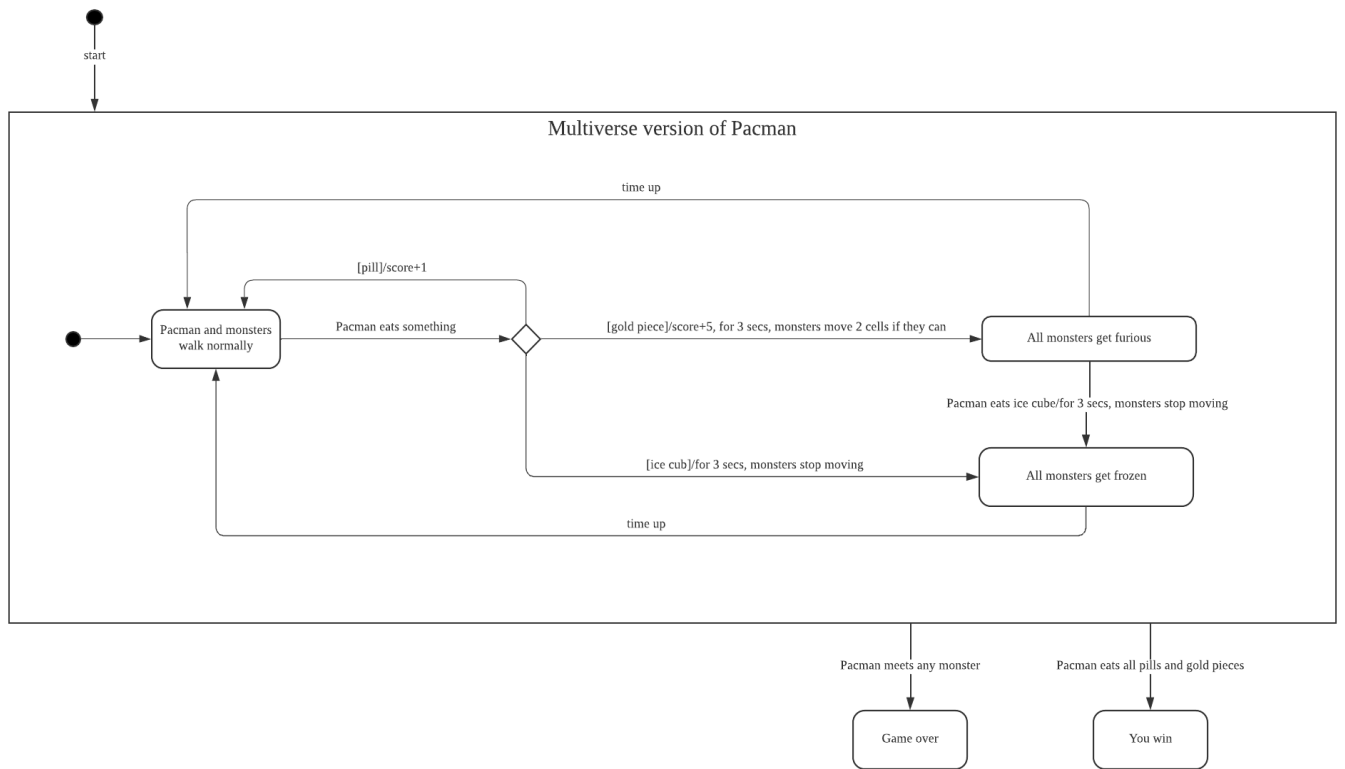 start
Multiverse version of Pacman
time up
[pill]/score+1
Pacman and monsters
walk normally
Pacman eats something
[gold piece]/score+5, for 3 secs, monsters move 2 cells if they can
All monsters get furious
Pacman eats ice cube/for 3 secs, monsters stop moving
[ice cub]/for 3 secs, monsters stop moving
All monsters get frozen
time up
Pacman meets any monster
Pacman eats all pills and gold pieces
Game over
You win